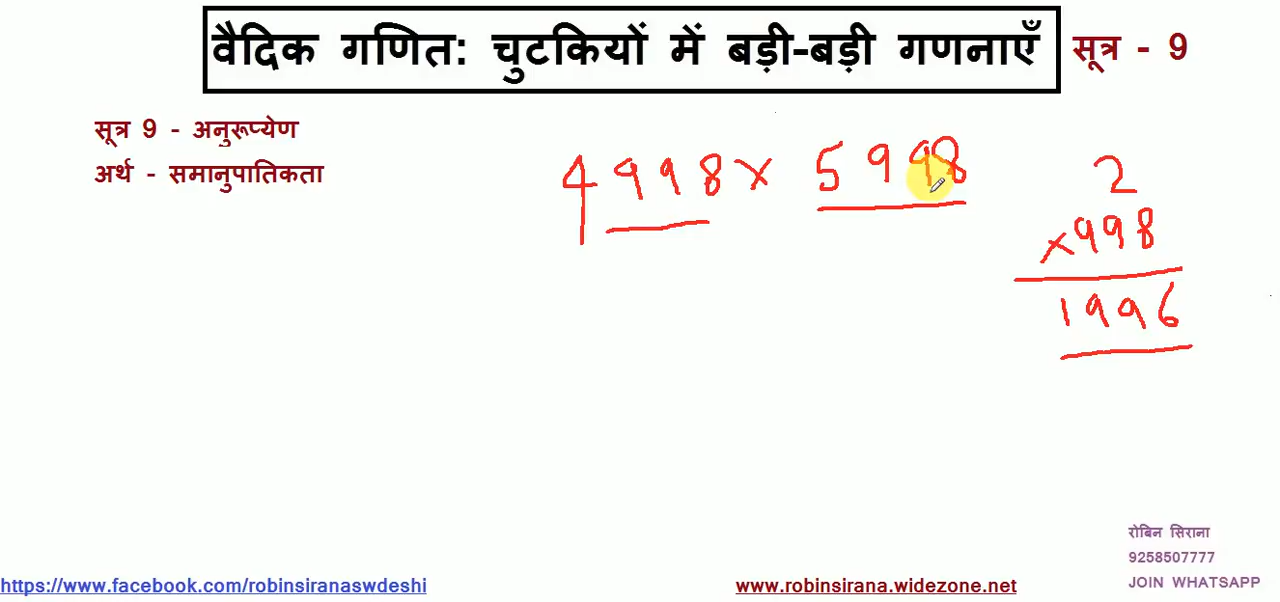 वैदिक गणित: चुटकियों में बड़ी-बड़ी गणनाएँ सूत्र - 9
सूत्र 9 - अनुरूप्येण
अर्थ - समानुपातिकता
4998 x 5998
2
x998
1996
रोबिन सिराना
9258507777
JOIN WHATSAPP
https://www.facebook.com/robinsiranaswdeshi
www.robinsirana.widezone.net